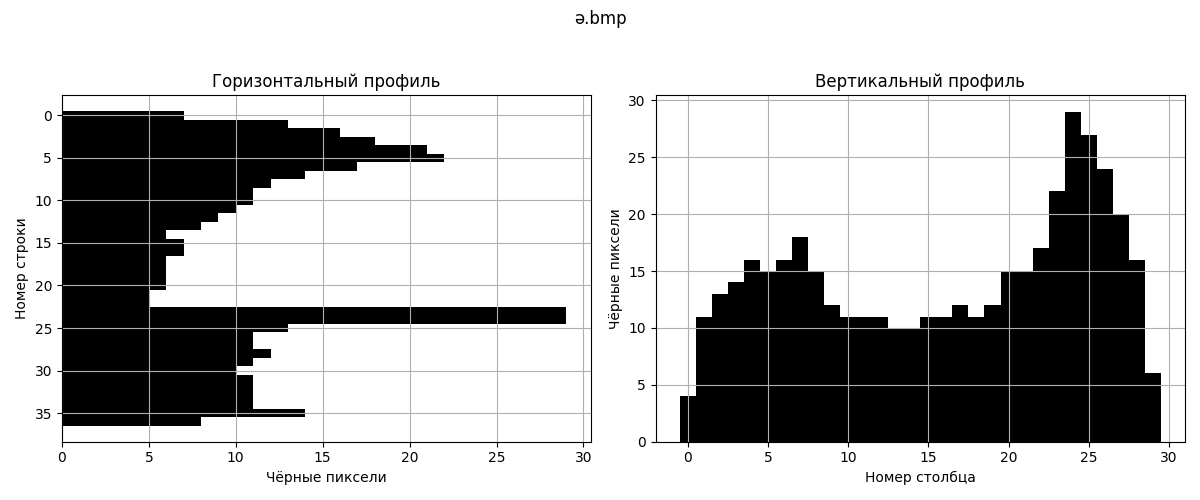 ə.bmp
Горизонтальный профиль
Номер строки
0
5
10
15
20
25
30
35
0 5 10 15 20 25 30
Чёрные пиксели
Вертикальный профиль
Чёрные пиксели
30
25
20
15
10
5
0
0 5 10 15 20 25 30
Номер столбца